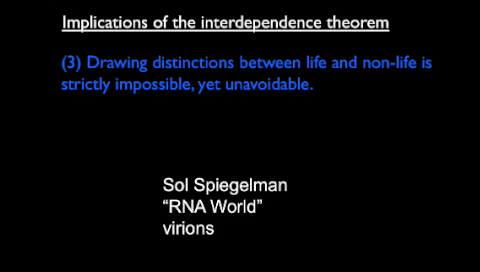 Implications of the interdependence theorem
(3) Drawing distinctions between life and non-life is
strictly impossible, yet unavoidable.
Sol Spiegelman
“RNA World”
virions